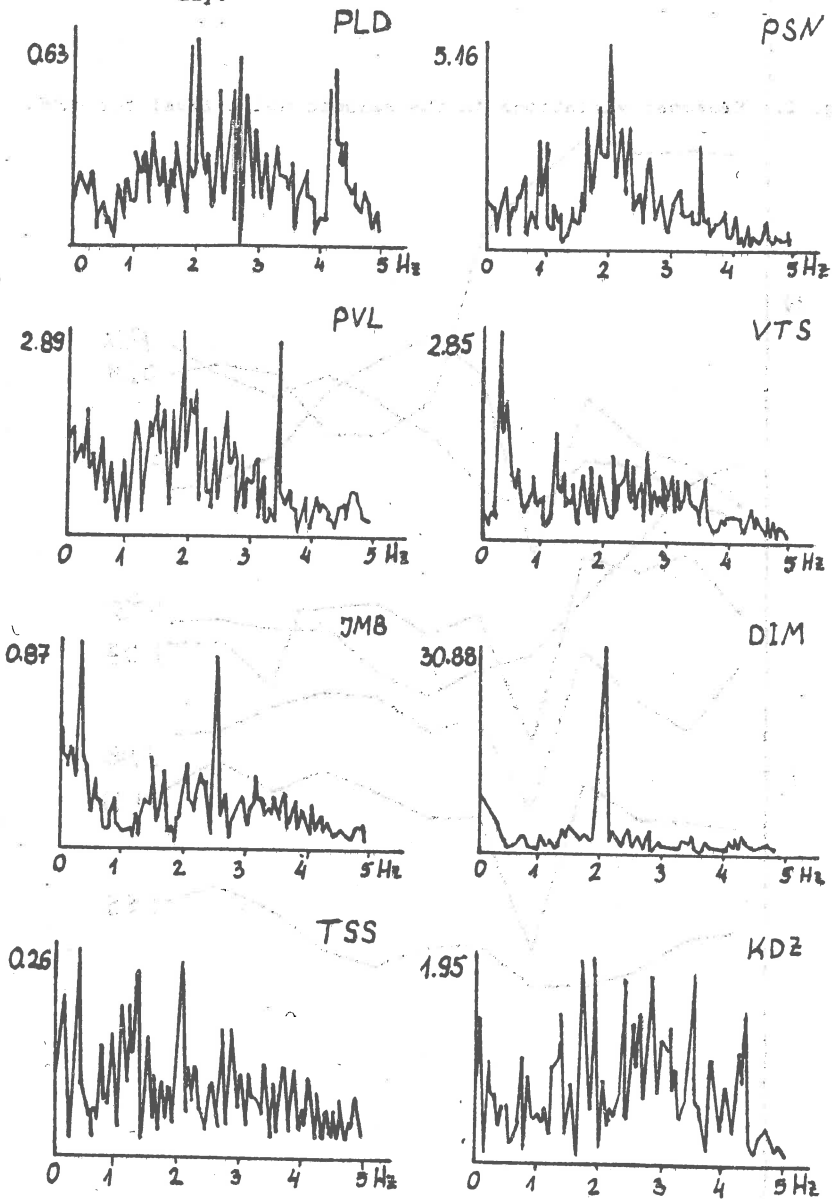 PLD
0.63
0 1 2 3 4 5 Hz
PSN
5.16
0 1 2 3 4 5 Hz
PVL
2.89
0 1 2 3 4 5 Hz
VTS
2.85
0 1 2 3 4 5 Hz
JMB
0.87
0 1 2 3 4 5 Hz
DIM
30.88
0 1 2 3 4 5 Hz
TSS
0.26
0 1 2 3 4 5 Hz
KDZ
1.95
0 1 2 3 4 5 Hz